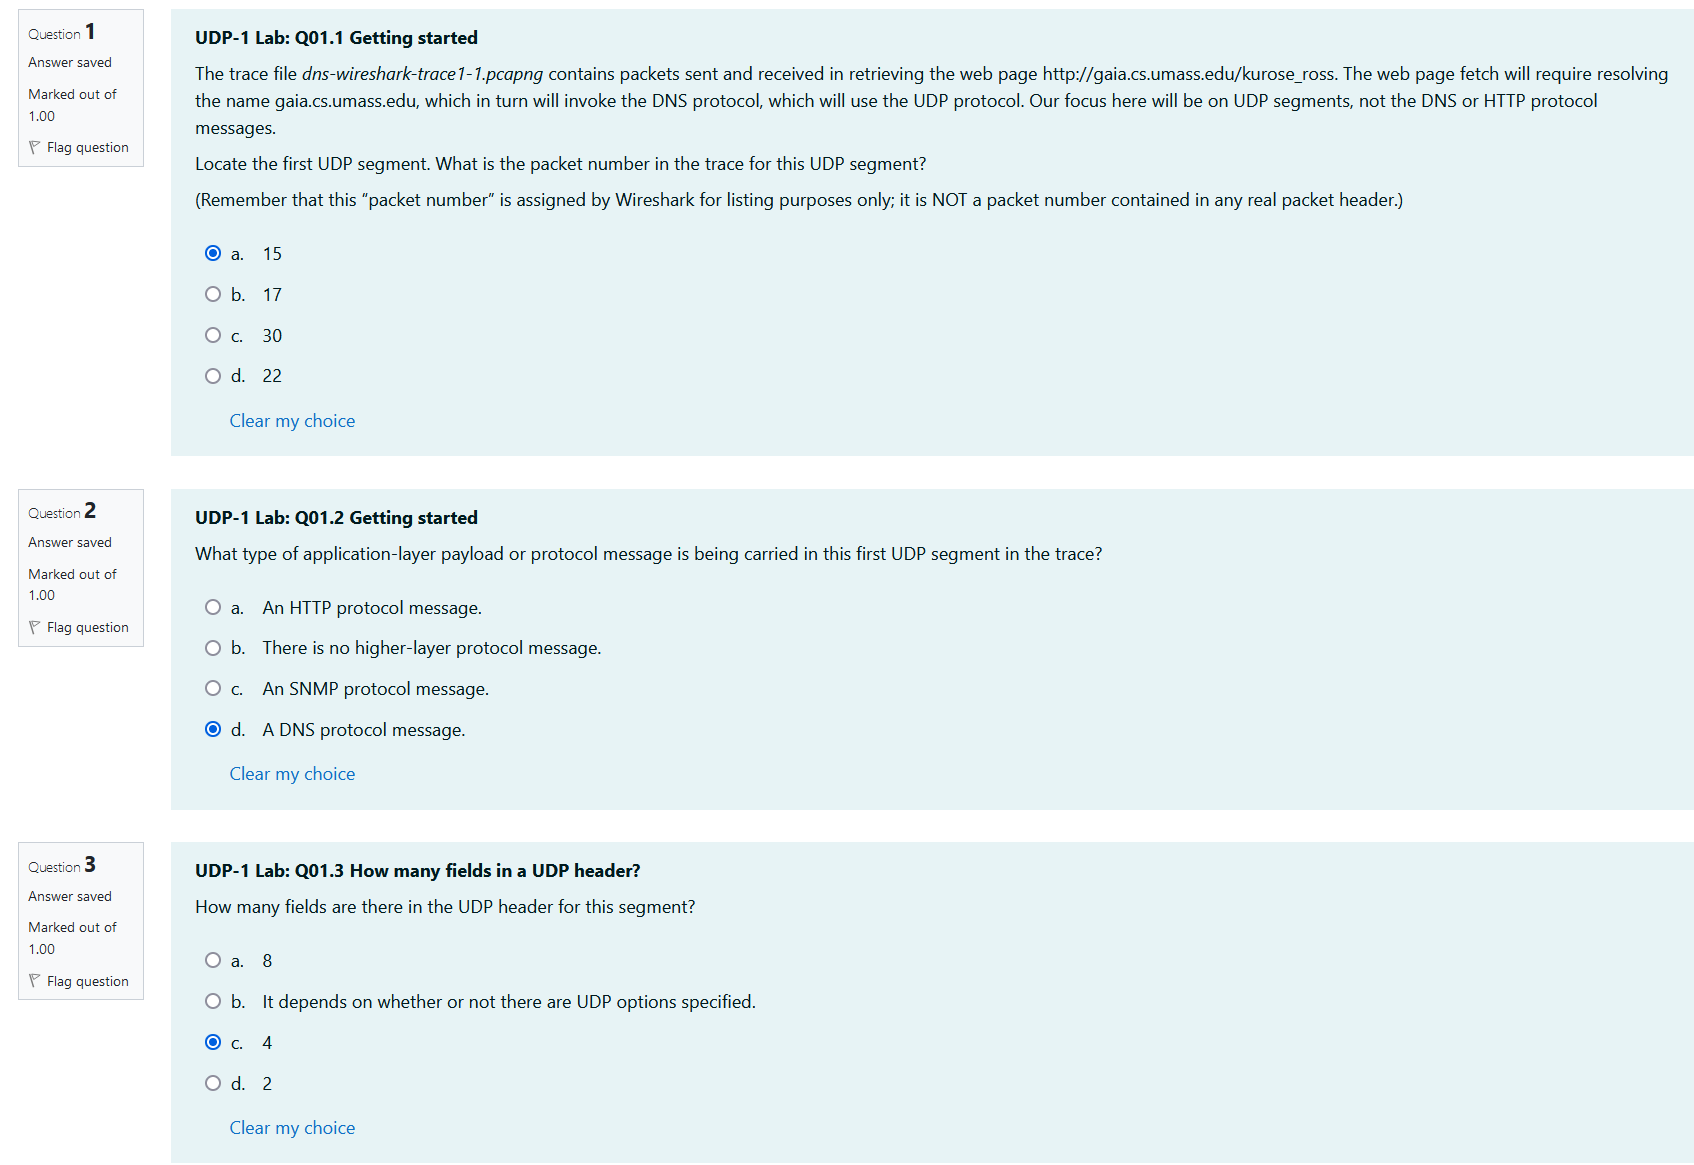 Question 1
Answer saved
Marked out of
1.00
Flag question
UDP-1 Lab: Q01.1 Getting started
The trace file dns-wireshark-trace1-1.pcapng contains packets sent and received in retrieving the web page http://gaia.cs.umass.edu/kurose_ross. The web page fetch will require resolving
the name gaia.cs.umass.edu, which in turn will invoke the DNS protocol, which will use the UDP protocol. Our focus here will be on UDP segments, not the DNS or HTTP protocol
messages.
Locate the first UDP segment. What is the packet number in the trace for this UDP segment?
(Remember that this "packet number" is assigned by Wireshark for listing purposes only; it is NOT a packet number contained in any real packet header.)
a. 15
b. 17
c. 30
d. 22
Clear my choice
Question 2
Answer saved
Marked out of
1.00
Flag question
UDP-1 Lab: Q01.2 Getting started
What type of application-layer payload or protocol message is being carried in this first UDP segment in the trace?
a. An HTTP protocol message.
b. There is no higher-layer protocol message.
c. An SNMP protocol message.
d. A DNS protocol message.
Clear my choice
Question 3
Answer saved
Marked out of
1.00
Flag question
UDP-1 Lab: Q01.3 How many fields in a UDP header?
How many fields are there in the UDP header for this segment?
a. 8
b. It depends on whether or not there are UDP options specified.
c. 4
d. 2
Clear my choice